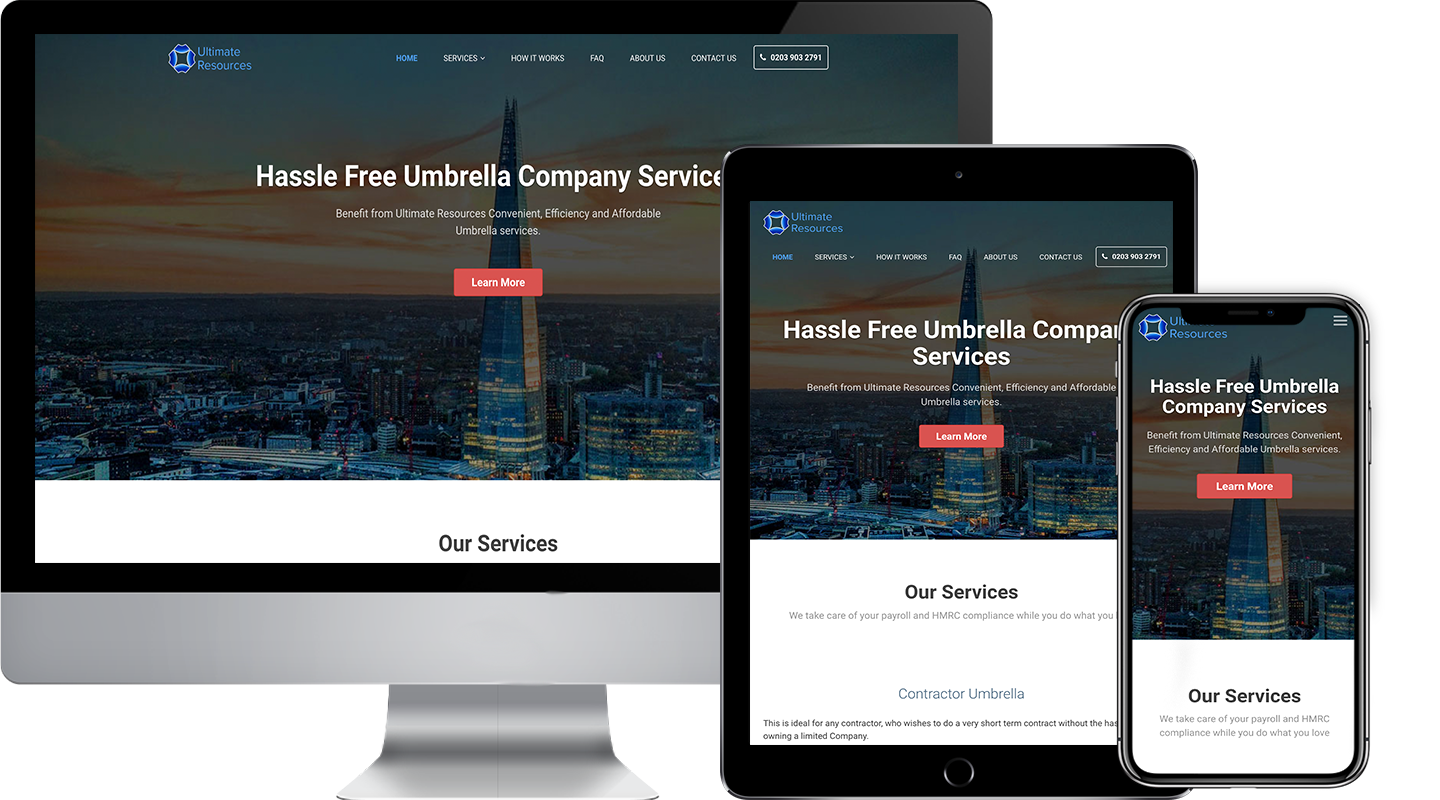 Ultimate
Resources
HOME SERVICES HOW IT WORKS FAQ ABOUT US CONTACT US 0203 903 2791
Hassle Free Umbrella Company
Benefit from Ultimate Resources Convenient, Efficiency and Affordable
Umbrella services.
Learn More
Our Services
Ultimate
Resources
HOME SERVICES HOW IT WORKS FAQ ABOUT US CONTACT US 0203 903 2791
Hassle Free Umbrella
Services
Benefit from Ultimate Resources Convenient, Efficiency and Affordable
Umbrella services.
Learn More
Our Services
We take care of your payroll and HMRC compliance while you do what you
Contractor Umbrella
This is ideal for any contractor, who wishes to do a very short term contract without the
owning a limited Company.
Resources
Hassle Free Umbrella
Company Services
Benefit from Ultimate Resources Convenient,
Efficiency and Affordable Umbrella services.
Learn More
Our Services
We take care of your payroll and HMRC
compliance while you do what you love